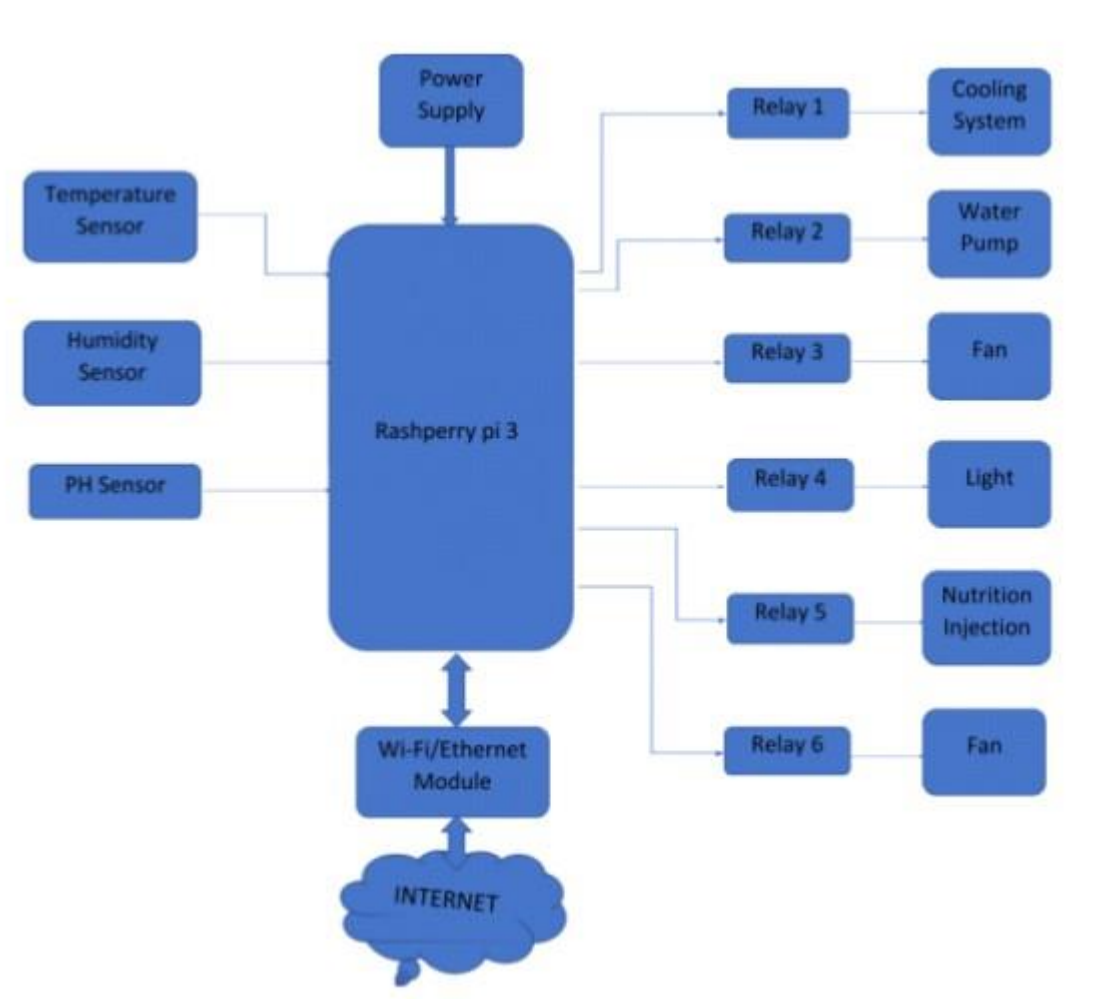 Power
Supply
Relay 1
Cooling
System
Temperature
Sensor
Relay 2
Water
Pump
Humidity
Sensor
Relay 3
Fan
Rashperry pi 3
PH Sensor
Relay 4
Light
Relay 5
Nutrition
Injection
Wi-Fi/Ethernet
Module
Relay 6
Fan
INTERNET